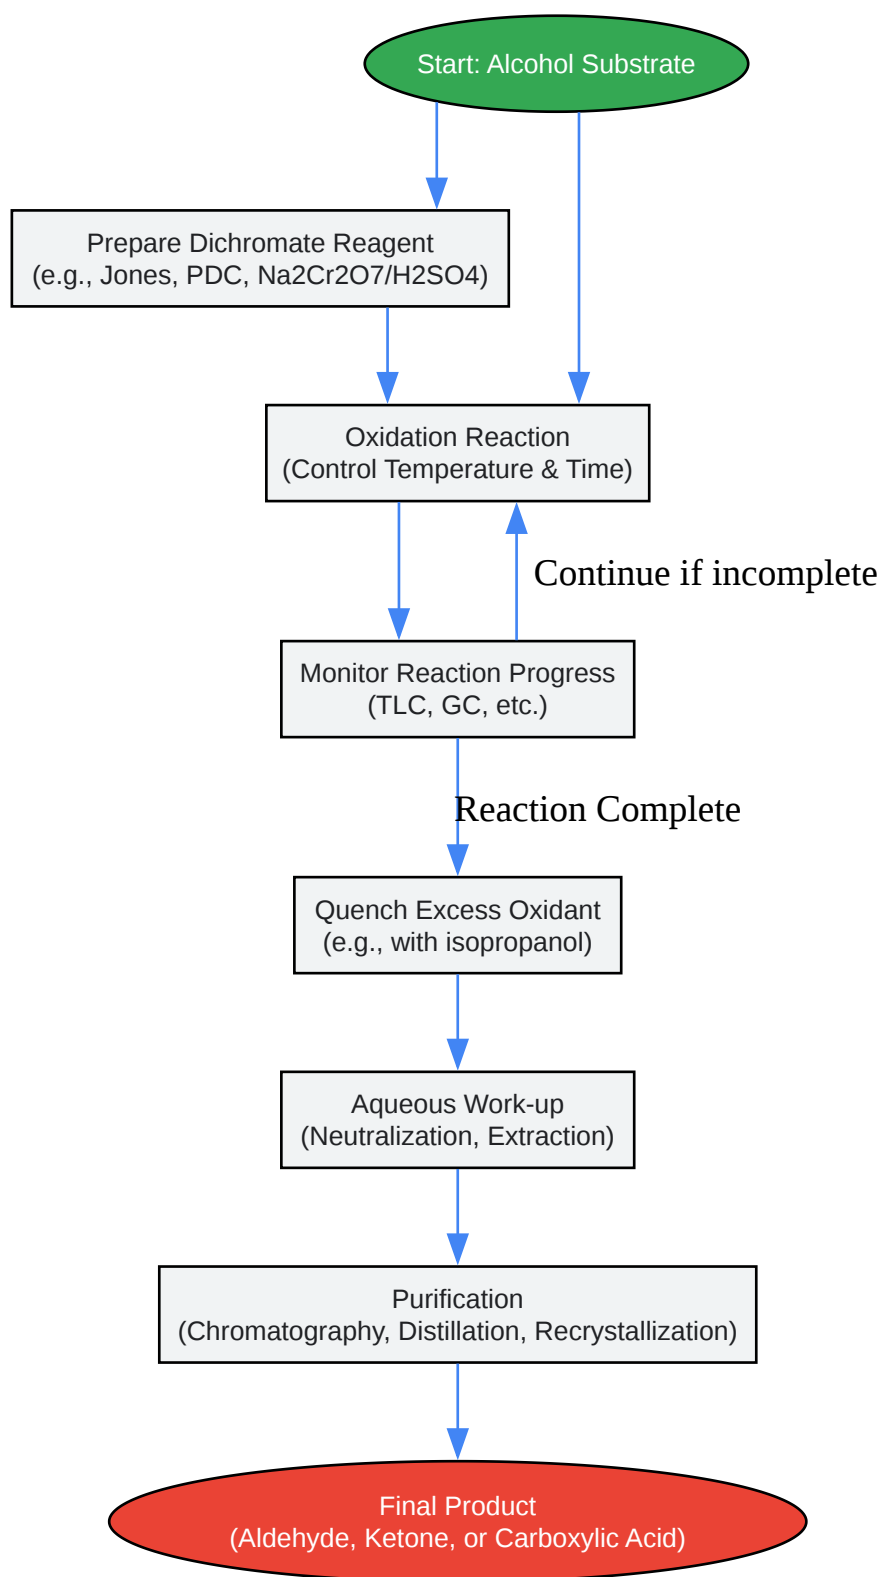 Start: Alcohol Substrate
Prepare Dichromate Reagent
(e.g., Jones, PDC, Na2Cr2O7/H2SO4)
Oxidation Reaction
(Control Temperature & Time)
Continue if incomplete
Monitor Reaction Progress
(TLC, GC, etc.)
Reaction Complete
Quench Excess Oxidant
(e.g., with isopropanol)
Aqueous Work-up
(Neutralization, Extraction)
Purification
(Chromatography, Distillation, Recrystallization)
Final Product
(Aldehyde, Ketone, or Carboxylic Acid)